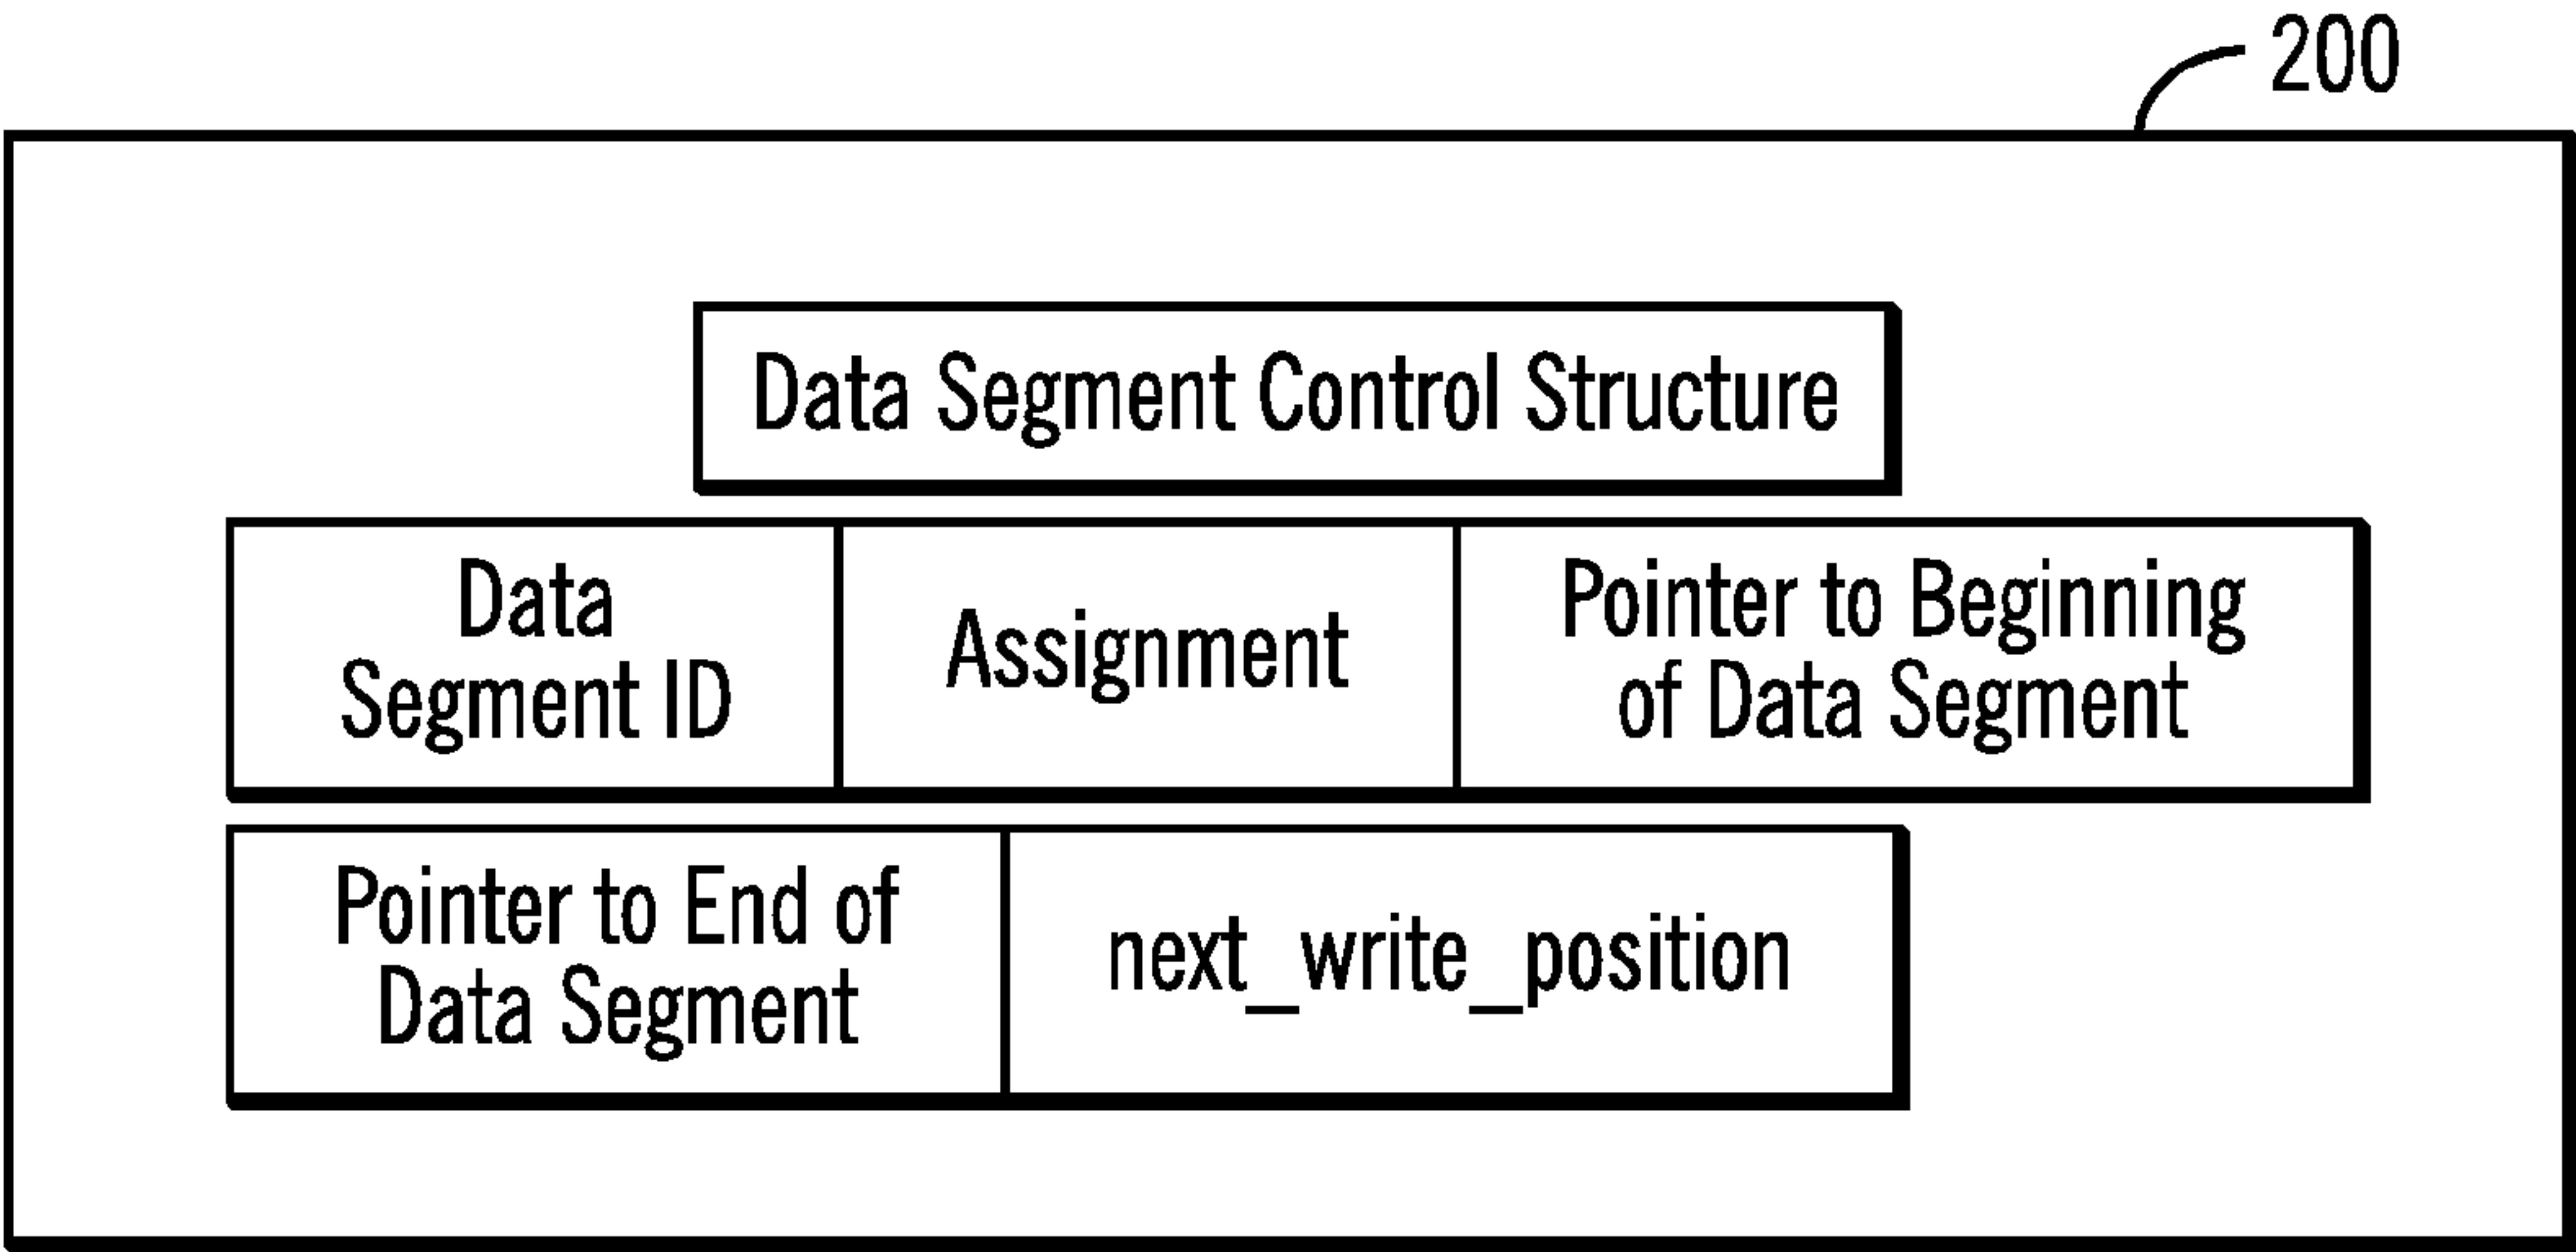 200
Data Segment Control Structure
Data
Segment ID
Assignment
Pointer to Beginning
of Data Segment
Pointer to End of
Data Segment
next_write_position